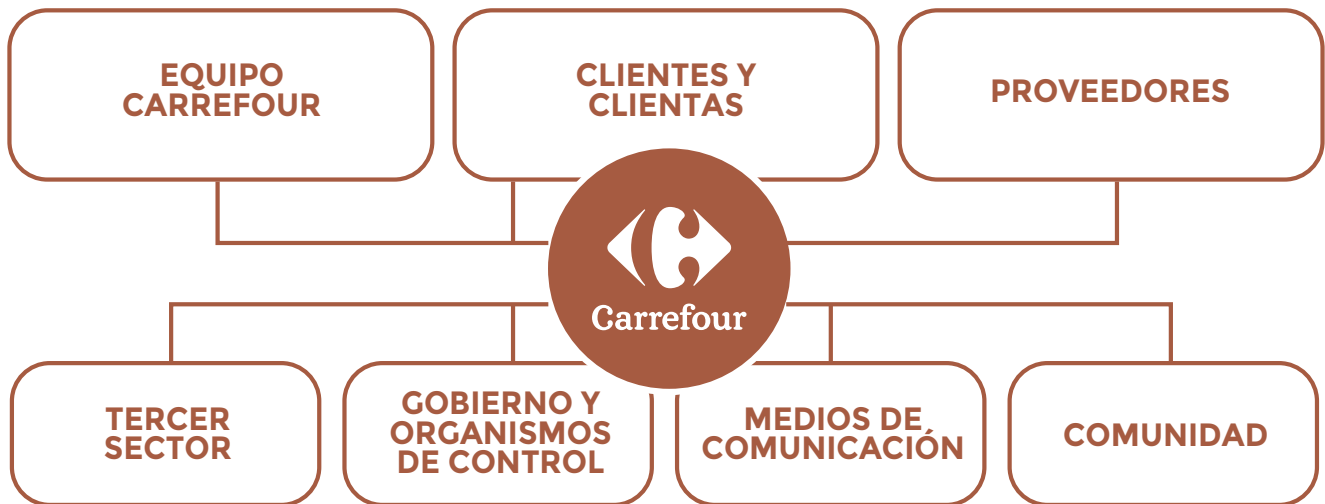 EQUIPO
CARREFOUR
CLIENTES Y
CLIENTAS
PROVEEDORES
Carrefour
TERCER
SECTOR
GOBIERNO Y
ORGANISMOS
DE CONTROL
MEDIOS DE
COMUNICACIÓN
COMUNIDAD